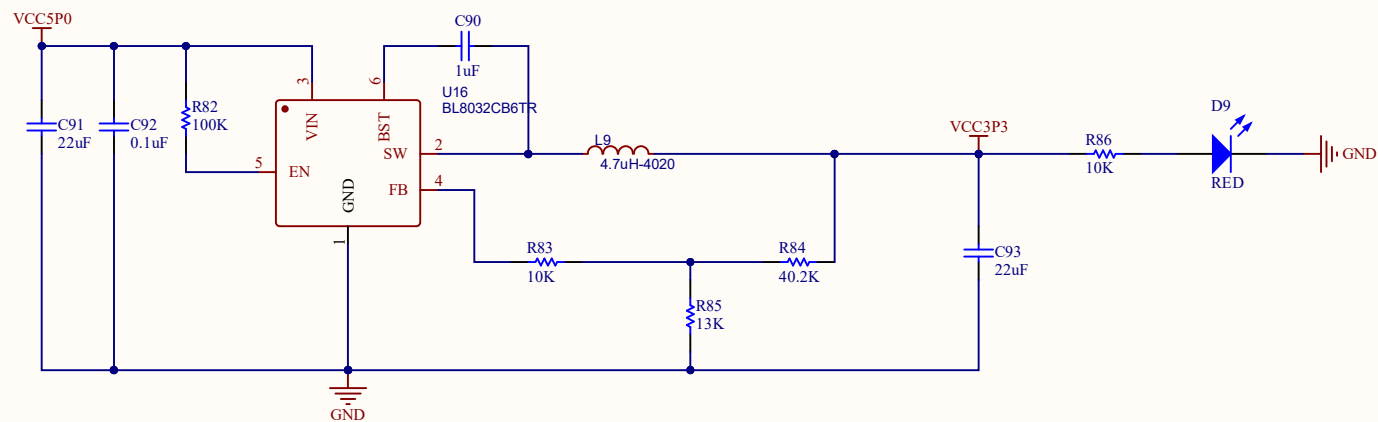 VCC5P0
C91
22uF
C92
0.1uF
R82
100K
3
6
C90
1uF
U16
BL8032CB6TR
VIN
BST
SW
2
5
EN
GND
FB
4
1
L9
4.7uH-4020
R83
10K
R84
40.2K
R85
13K
VCC3P3
C93
22uF
R86
10K
D9
RED
GND
GND